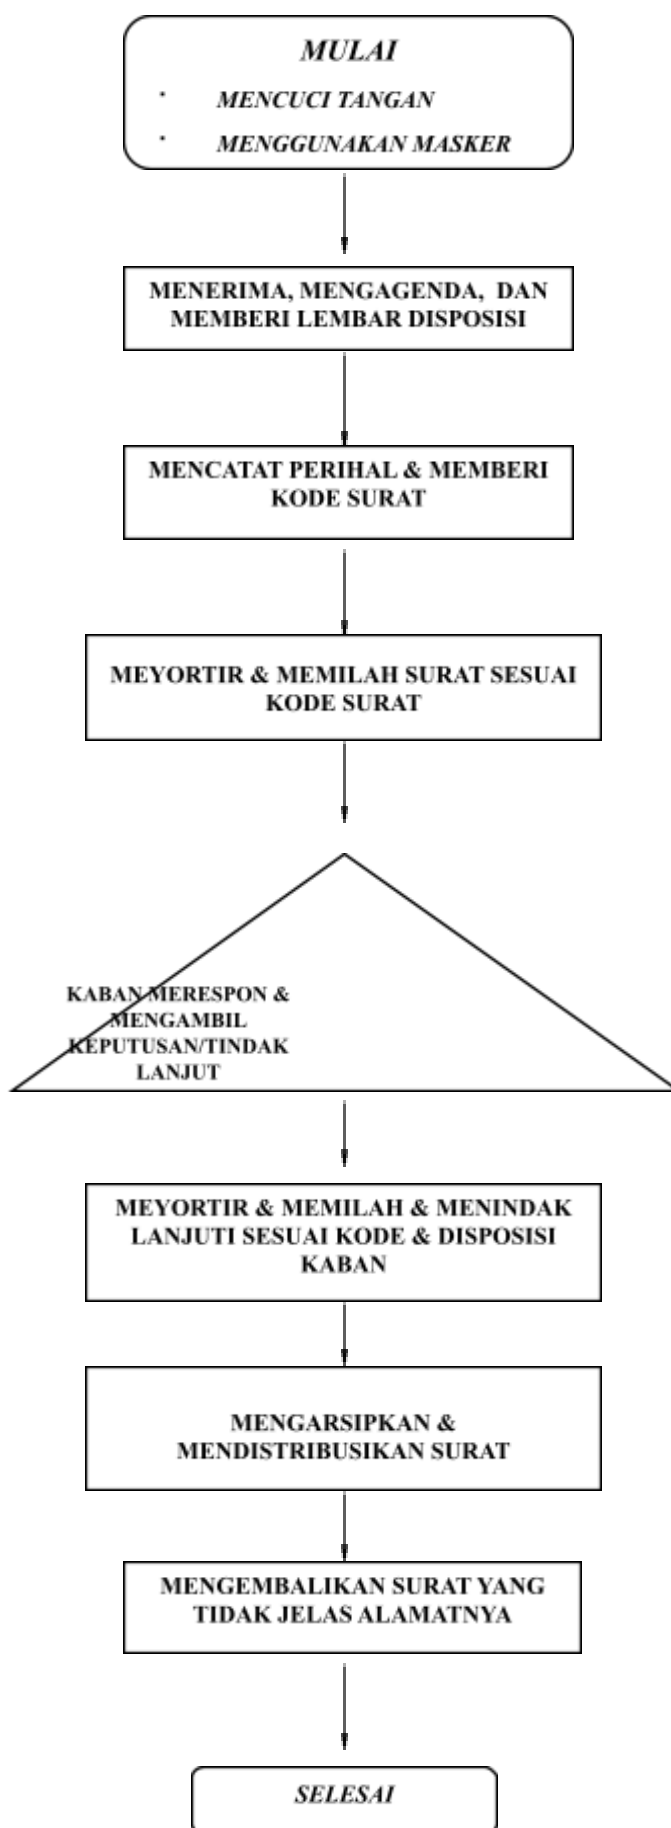 MULAI
· MENCUCI TANGAN
· MENGGUNAKAN MASKER
MENERIMA, MENGAGENDA, DAN
MEMBERI LEMBAR DISPOSISI
MENCATAT PERIHAL & MEMBERI
KODE SURAT
MEYORTIR & MEMILAH SURAT SESUAI
KODE SURAT
KABAN MERESPON &
MENGAMBIL
KEPUTUSAN/TINDAK
LANJUT
MEYORTIR & MEMILAH & MENINDAK
LANJUTI SESUAI KODE & DISPOSISI
KABAN
MENGARSIPKAN &
MENDISTRIBUSIKAN SURAT
MENGEMBALIKAN SURAT YANG
TIDAK JELAS ALAMATNYA
SELESAI